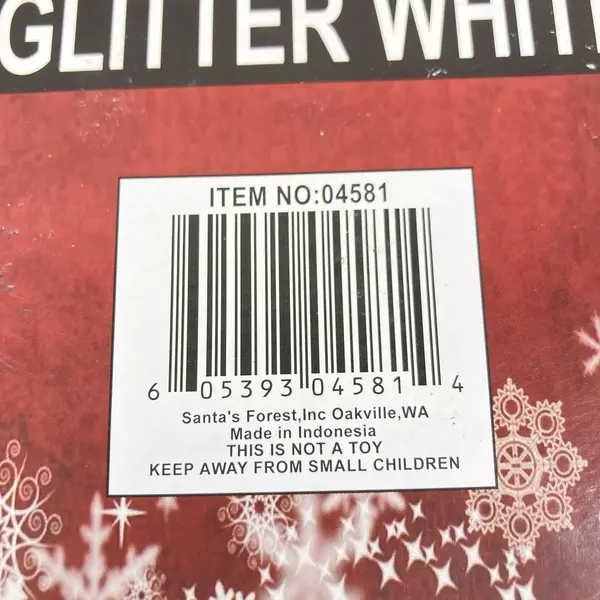 GLITTER WHIT
ITEM NO:04581
6 05393 04581 4
Santa's Forest,Inc Oakville,WA
Made in Indonesia
THIS IS NOT A TOY
KEEP AWAY FROM SMALL CHILDREN